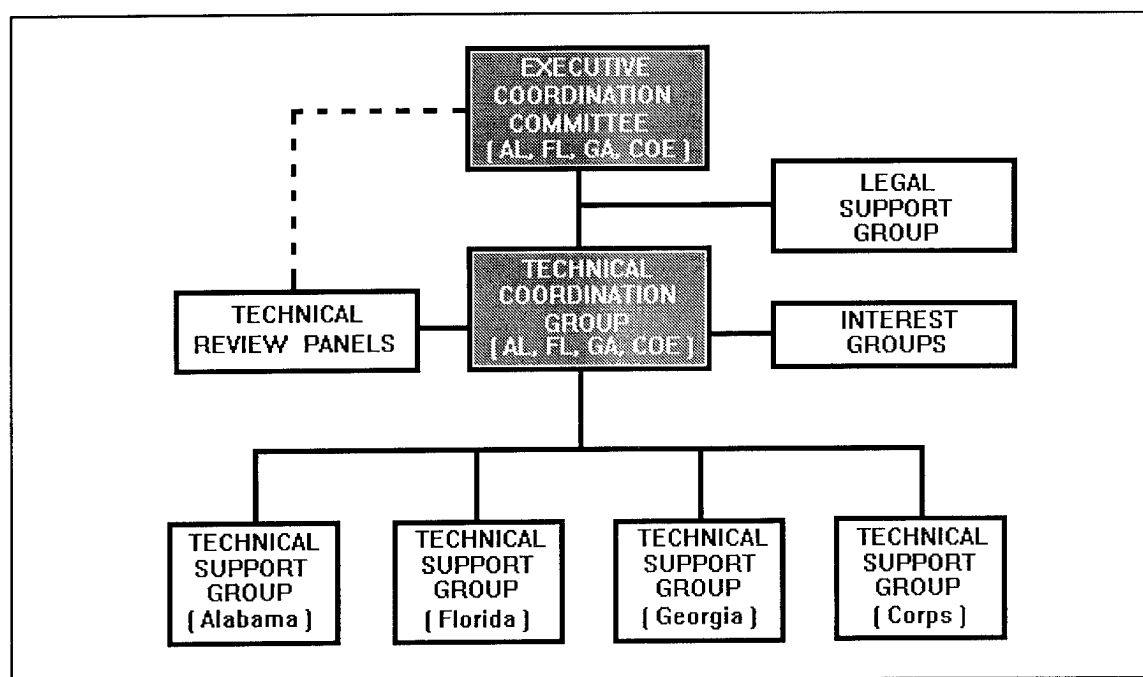 EXECUTIVE
COORDINATION
COMMITTEE
( AL, FL, GA, COE )
LEGAL
SUPPORT
GROUP
TECHNICAL
COORDINATION
GROUP
( AL, FL, GA, COE )
TECHNICAL
REVIEW PANELS
INTEREST
GROUPS
TECHNICAL
SUPPORT
GROUP
( Alabama )
TECHNICAL
SUPPORT
GROUP
( Florida )
TECHNICAL
SUPPORT
GROUP
( Georgia )
TECHNICAL
SUPPORT
GROUP
( Corps )